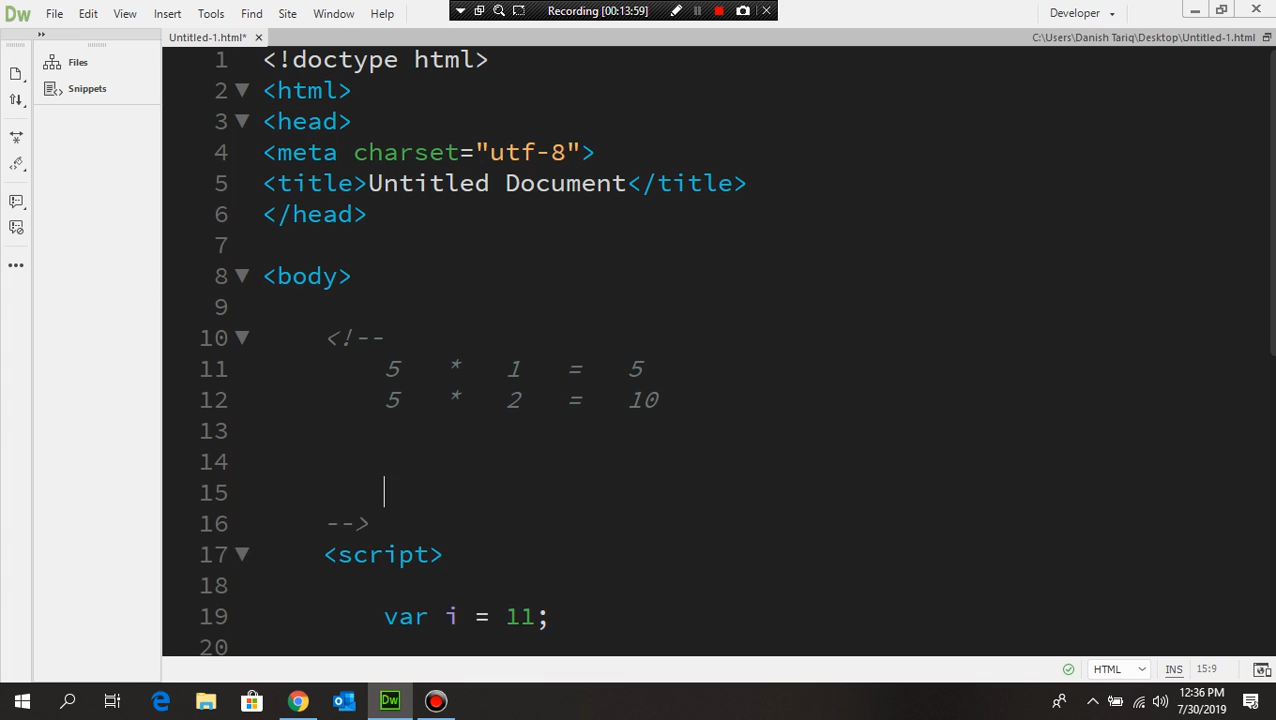 Dw File Edit View Insert Tools Find Site Window Help Recording [00:13:59] Developer
Untitled-1.html* C:\Users\Danish Tariq\Desktop\Untitled-1.html
Files
Snippets
1 <!doctype html>
2 <html>
3 <head>
4 <meta charset="utf-8">
5 <title>Untitled Document</title>
6 </head>
7
8 <body>
9
10 <!--
11 5 * 1 = 5
12 5 * 2 = 10
13
14
15
16 -->
17 <script>
18
19 var i = 11;
20
HTML INS 15:9
Dw 12:36 PM
7/30/2019